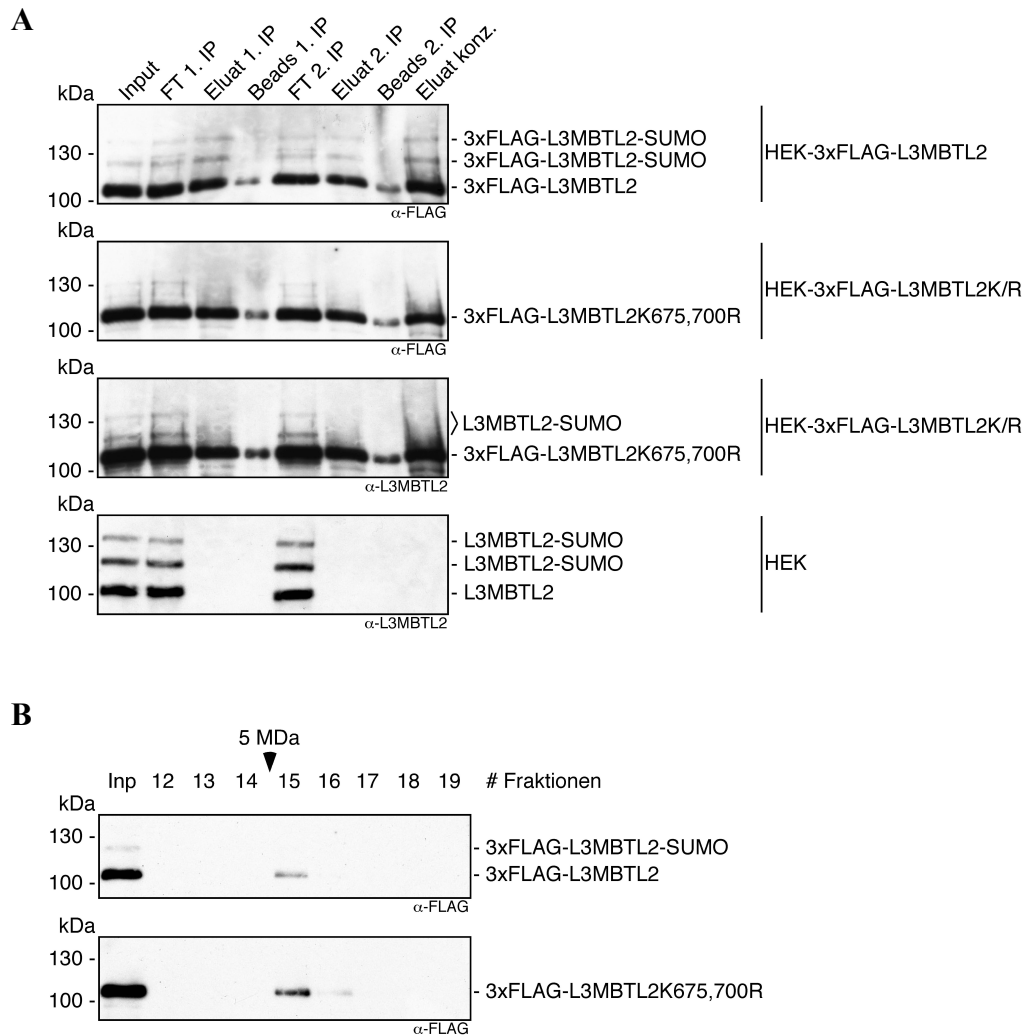 A
Input
FT 1. IP
Eluat 1. IP
Beads 1. IP
FT 2. IP
Eluat 2. IP
Beads 2. IP
Eluat konz.
kDa
130 -
100 -
- 3xFLAG-L3MBTL2-SUMO
- 3xFLAG-L3MBTL2-SUMO
- 3xFLAG-L3MBTL2
HEK-3xFLAG-L3MBTL2
α-FLAG
kDa
130 -
100 -
- 3xFLAG-L3MBTL2K675,700R
HEK-3xFLAG-L3MBTL2K/R
α-FLAG
kDa
130 -
100 -
L3MBTL2-SUMO
- 3xFLAG-L3MBTL2K675,700R
HEK-3xFLAG-L3MBTL2K/R
α-L3MBTL2
kDa
130 -
100 -
- L3MBTL2-SUMO
- L3MBTL2-SUMO
- L3MBTL2
HEK
α-L3MBTL2
B
5 MDa
Inp 12 13 14 15 16 17 18 19 # Fraktionen
kDa
130 -
100 -
- 3xFLAG-L3MBTL2-SUMO
- 3xFLAG-L3MBTL2
α-FLAG
kDa
130 -
100 -
- 3xFLAG-L3MBTL2K675,700R
α-FLAG